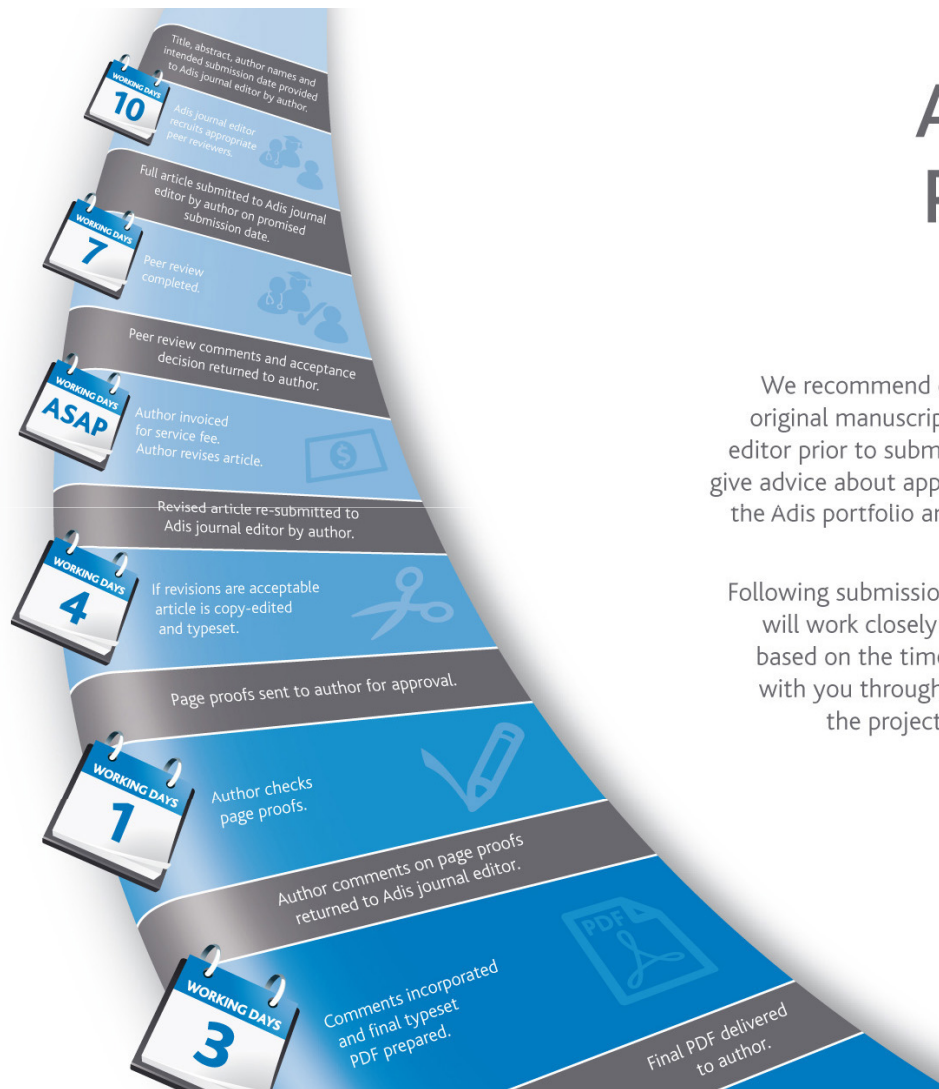 Title, abstract, author names and
intended submission date provided
to Adis journal editor by author.
WORKING DAYS
10
Adis journal editor
recruits appropriate
peer reviewers.
Full article submitted to Adis journal
editor by author on promised
submission date.
WORKING DAYS
7
Peer review
completed.
Peer review comments and acceptance
decision returned to author.
WORKING DAYS
ASAP
Author invoiced
for service fee.
Author revises article.
$
Revised article re-submitted to
Adis journal editor by author.
WORKING DAYS
4
If revisions are acceptable
article is copy-edited
and typeset.
Page proofs sent to author for approval.
WORKING DAYS
1
Author checks
page proofs.
Author comments on page proofs
returned to Adis journal editor.
WORKING DAYS
3
Comments incorporated
and final typeset
PDF prepared.
PDF
Final PDF delivered
to author.
We recommend
original
editor prior to
give advice about
the Adis portfolio
Following
will work closely
based on the
with you
the project